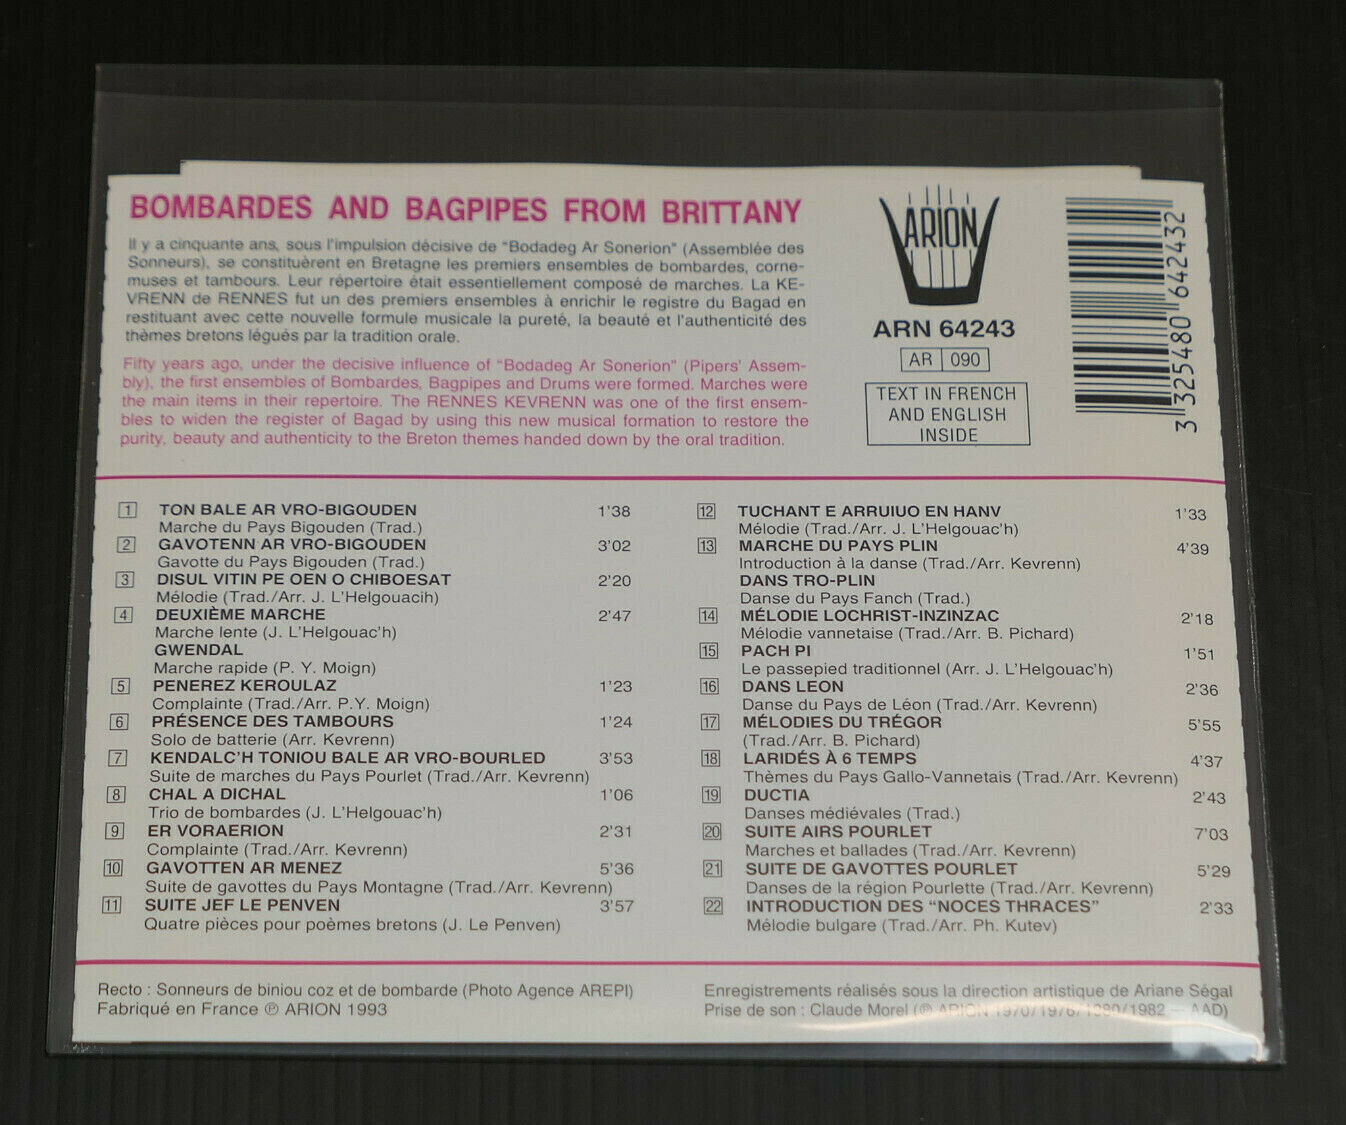 BOMBARDES AND BAGPIPES FROM BRITTANY
Il y a cinquante ans, sous l'impulsion décisive de "Bodadeg Ar Sonerion" (Assemblée des
Sonneurs), se constituèrent en Bretagne les premiers ensembles de bombardes, corne-
muses et tambours. Leur répertoire était essentiellement composé de marches. La KE-
VRENN de RENNES fut un des premiers ensembles à enrichir le registre du Bagad en
restituant avec cette nouvelle formule musicale la pureté, la beauté et l'authenticité des
thèmes bretons légués par la tradition orale.
Fifty years ago, under the decisive influence of "Bodadeg Ar Sonerion" (Pipers' Assem-
bly), the first ensembles of Bombardes, Bagpipes and Drums were formed. Marches were
the main items in their repertoire. The RENNES KEVRENN was one of the first ensem-
bles to widen the register of Bagad by using this new musical formation to restore the
purity, beauty and authenticity to the Breton themes handed down by the oral tradition.
ARION
ARN 64243
AR 090
TEXT IN FRENCH
AND ENGLISH
INSIDE
3 325480 642432
1 TON BALE AR VRO-BIGOUDEN 1'38
Marche du Pays Bigouden (Trad.)
2 GAVOTENN AR VRO-BIGOUDEN 3'02
Gavotte du Pays Bigouden (Trad.)
3 DISUL VITIN PE OEN O CHIBOESAT 2'20
Mélodie (Trad./Arr. J. L'Helgouacih)
4 DEUXIÈME MARCHE 2'47
Marche lente (J. L'Helgouac'h)
GWENDAL
Marche rapide (P. Y. Moign)
5 PENEREZ KEROULAZ 1'23
Complainte (Trad./Arr. P.Y. Moign)
6 PRÉSENCE DES TAMBOURS 1'24
Solo de batterie (Arr. Kevrenn)
7 KENDALC'H TONIOU BALE AR VRO-BOURLED 3'53
Suite de marches du Pays Pourlet (Trad./Arr. Kevrenn)
8 CHAL A DICHAL 1'06
Trio de bombardes (J. L'Helgouac'h)
9 ER VORAERION 2'31
Complainte (Trad./Arr. Kevrenn)
10 GAVOTTEN AR MENEZ 5'36
Suite de gavottes du Pays Montagne (Trad./Arr. Kevrenn)
11 SUITE JEF LE PENVEN 3'57
Quatre pièces pour poèmes bretons (J. Le Penven)
12 TUCHANT E ARRUIUO EN HANV 1'33
Mélodie (Trad./Arr. J. L'Helgouac'h)
13 MARCHE DU PAYS PLIN 4'39
Introduction à la danse (Trad./Arr. Kevrenn)
DANS TRO-PLIN
Danse du Pays Fanch (Trad.)
14 MÉLODIE LOCHRIST-INZINZAC 2'18
Mélodie vannetaise (Trad./Arr. B. Pichard)
15 PACH PI 1'51
Le passepied traditionnel (Arr. J. L'Helgouac'h)
16 DANS LEON 2'36
Danse du Pays de Léon (Trad./Arr. Kevrenn)
17 MÉLODIES DU TRÉGOR 5'55
(Trad./Arr. B. Pichard)
18 LARIDÉS À 6 TEMPS 4'37
Thèmes du Pays Gallo-Vannetais (Trad./Arr. Kevrenn)
19 DUCTIA 2'43
Danses médiévales (Trad.)
20 SUITE AIRS POURLET 7'03
Marches et ballades (Trad./Arr. Kevrenn)
21 SUITE DE GAVOTTES POURLET 5'29
Danses de la région Pourlette (Trad./Arr. Kevrenn)
22 INTRODUCTION DES "NOCES THRACES" 2'33
Mélodie bulgare (Trad./Arr. Ph. Kutev)
Recto : Sonneurs de biniou coz et de bombarde (Photo Agence AREPI)
Fabriqué en France ℗ ARION 1993
Enregistrements réalisés sous la direction artistique de Ariane Ségal
Prise de son : Claude Morel (℗ ARION 1970/1976/1980/1982 — AAD)